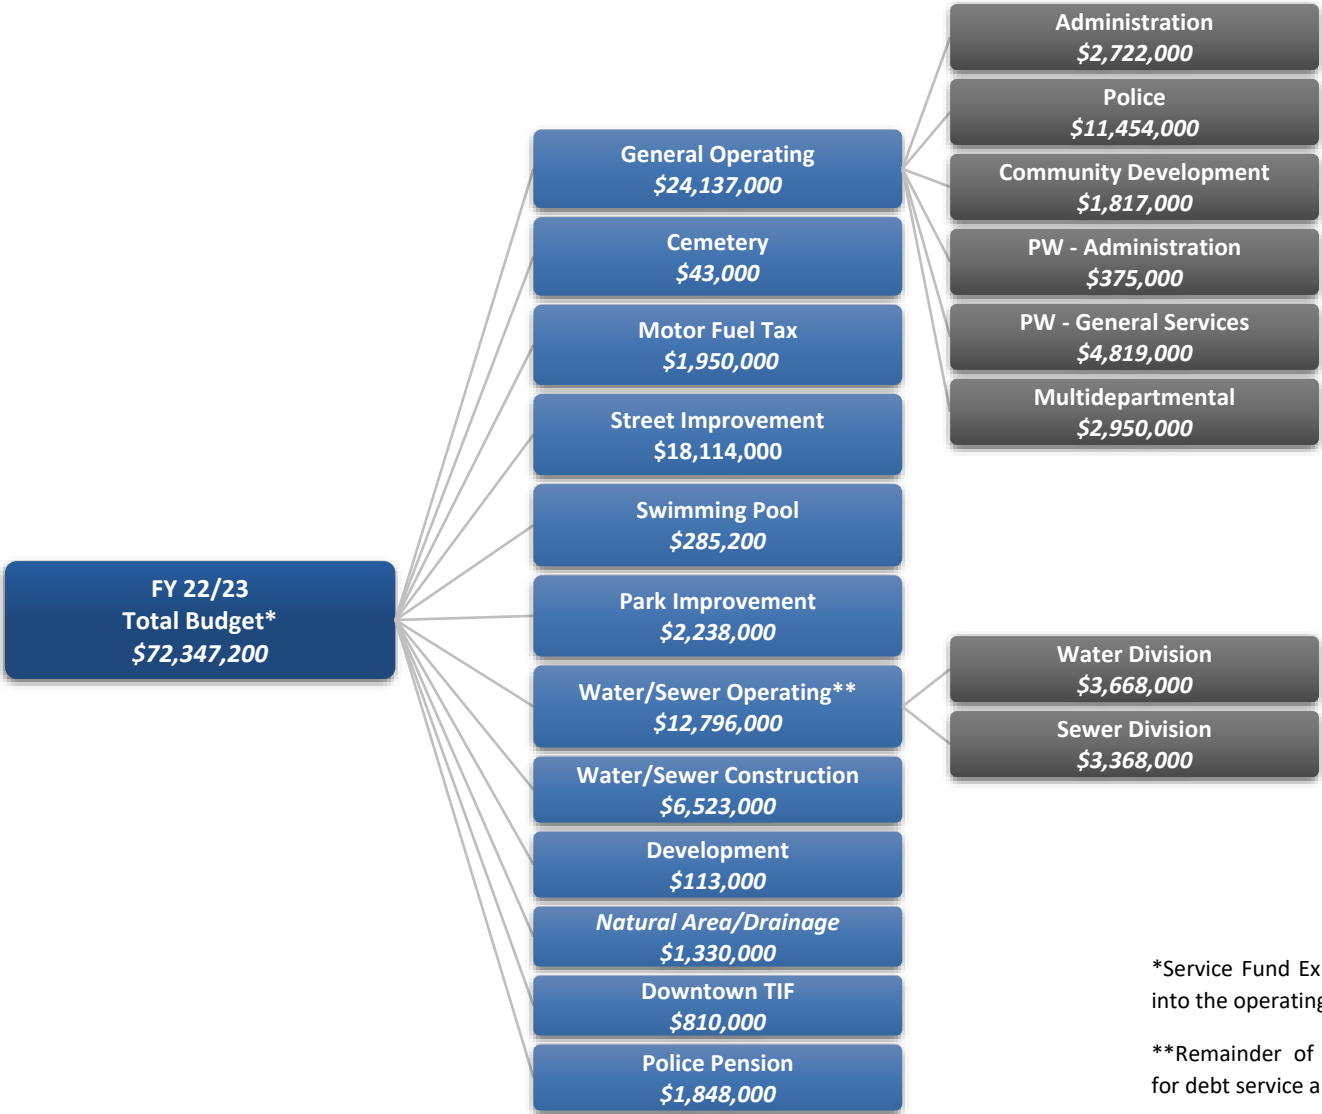 FY 22/23
Total Budget*
$72,347,200
General Operating
$24,137,000
Cemetery
$43,000
Motor Fuel Tax
$1,950,000
Street Improvement
$18,114,000
Swimming Pool
$285,200
Park Improvement
$2,238,000
Water/Sewer Operating**
$12,796,000
Water/Sewer Construction
$6,523,000
Development
$113,000
Natural Area/Drainage
$1,330,000
Downtown TIF
$810,000
Police Pension
$1,848,000
Administration
$2,722,000
Police
$11,454,000
Community Development
$1,817,000
PW - Administration
$375,000
PW - General Services
$4,819,000
Multidepartmental
$2,950,000
Water Division
$3,668,000
Sewer Division
$3,368,000
*Service Fund Ex
into the operating
**Remainder of
for debt service a